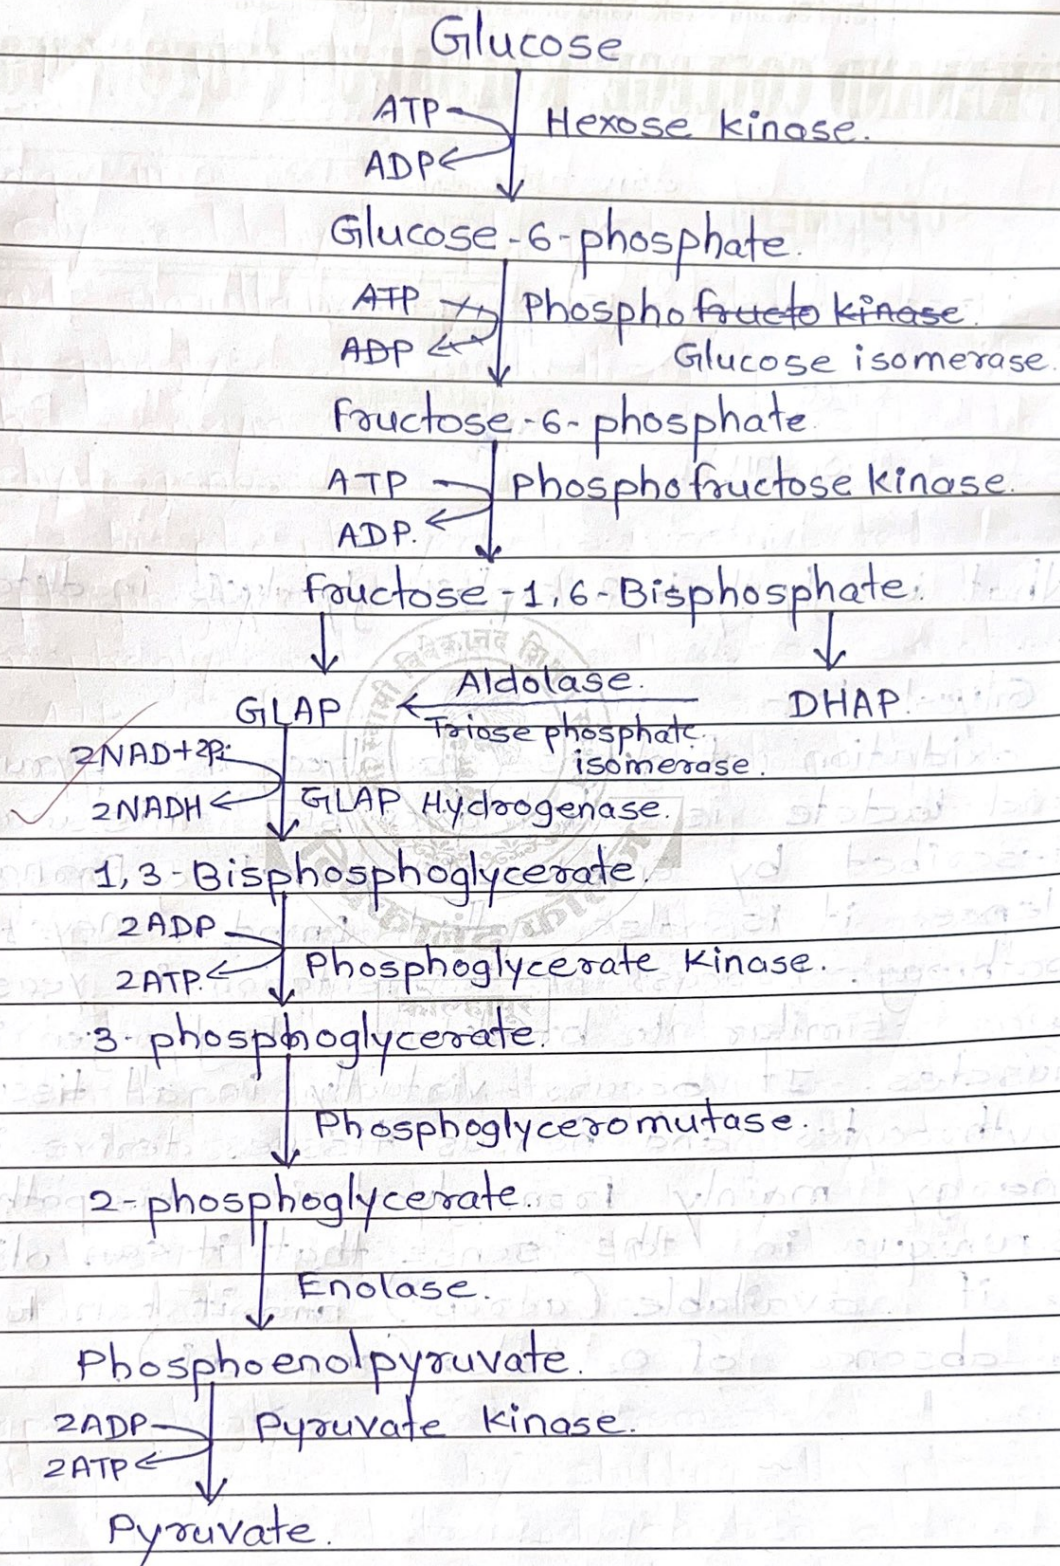 Glucose
ATP
Hexose kinase.
ADP
Glucose-6-phosphate.
ATP
Phosphofructo kinase.
ADP
Glucose isomerase.
Fructose-6-phosphate.
ATP
Phosphofructose kinase.
ADP.
Fructose-1,6-Bisphosphate.
Aldolase.
GLAP
DHAP
Triose phosphate
2NAD+2Pi
isomerase.
2NADH
GLAP Hydrogenase.
1,3-Bisphosphoglycerate.
2ADP
Phosphoglycerate kinase.
2ATP.
3-phosphoglycerate.
Phosphoglyceromutase.
2-phosphoglycerate.
Enolase.
Phosphoenolpyruvate.
2ADP
Pyruvate kinase.
2ATP
Pyruvate.